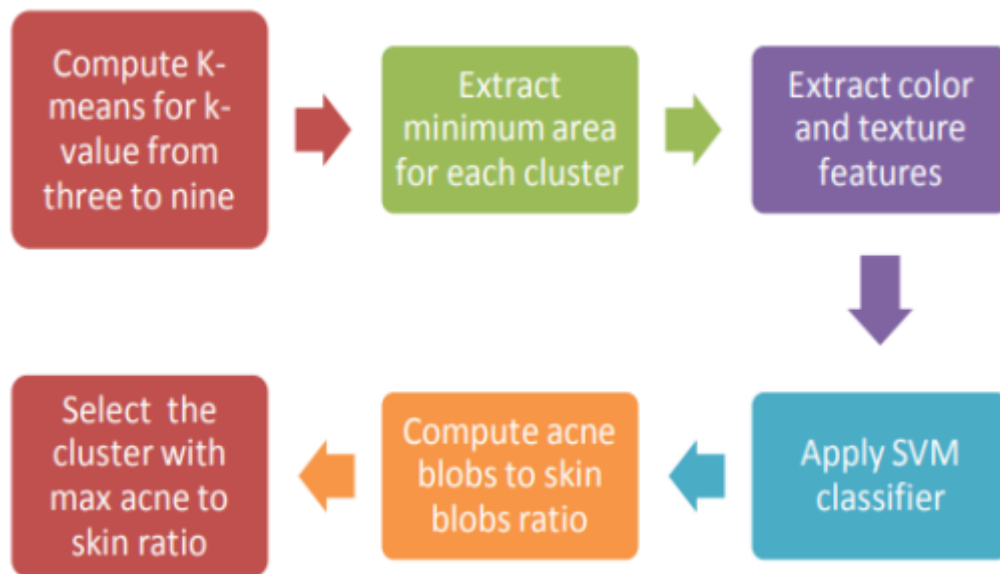 Compute K-
means for k-
value from
three to nine
Extract
minimum area
for each cluster
Extract color
and texture
features
Apply SVM
classifier
Compute acne
blobs to skin
blobs ratio
Select the
cluster with
max acne to
skin ratio